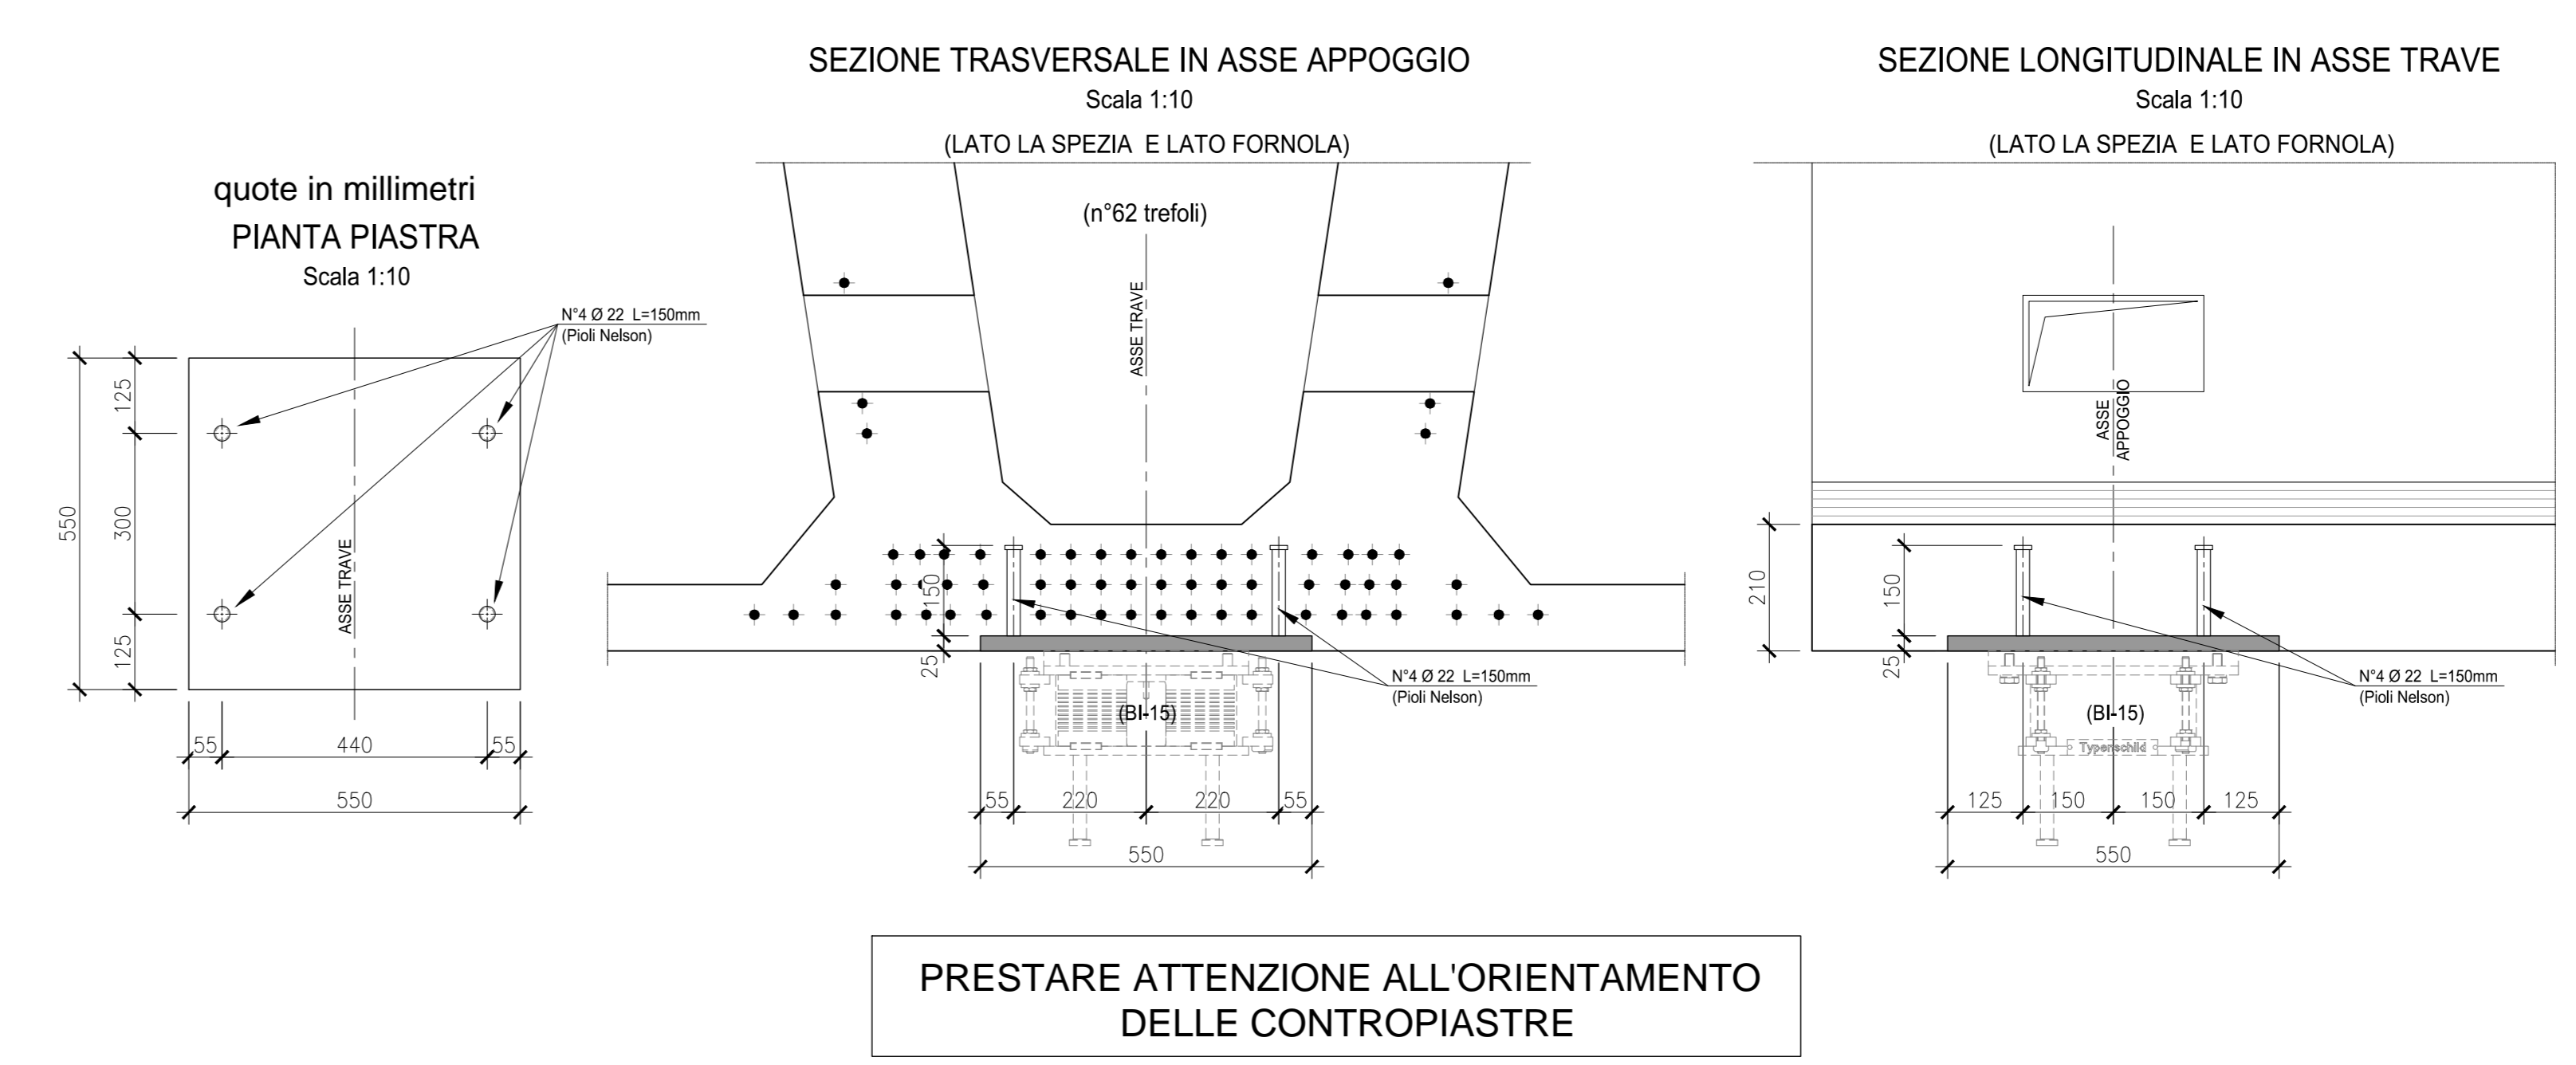 quote in millimetri
PIANTA PIASTRA
Scala 1:10
N°4 Ø 22 L=150mm
(Pioli Nelson)
125
550
300
125
ASSE TRAVE
55
440
55
550
SEZIONE TRASVERSALE IN ASSE APPOGGIO
Scala 1:10
(LATO LA SPEZIA E LATO FORNOLA)
(n°62 trefoli)
ASSE TRAVE
150
25
N°4 Ø 22 L=150mm
(Pioli Nelson)
(BI-15)
55
220
220
55
550
SEZIONE LONGITUDINALE IN ASSE TRAVE
Scala 1:10
(LATO LA SPEZIA E LATO FORNOLA)
ASSE
APPOGGIO
210
150
25
N°4 Ø 22 L=150mm
(Pioli Nelson)
(BI-15)
Typenschild
125
150
150
125
550
PRESTARE ATTENZIONE ALL'ORIENTAMENTO
DELLE CONTROPIASTRE